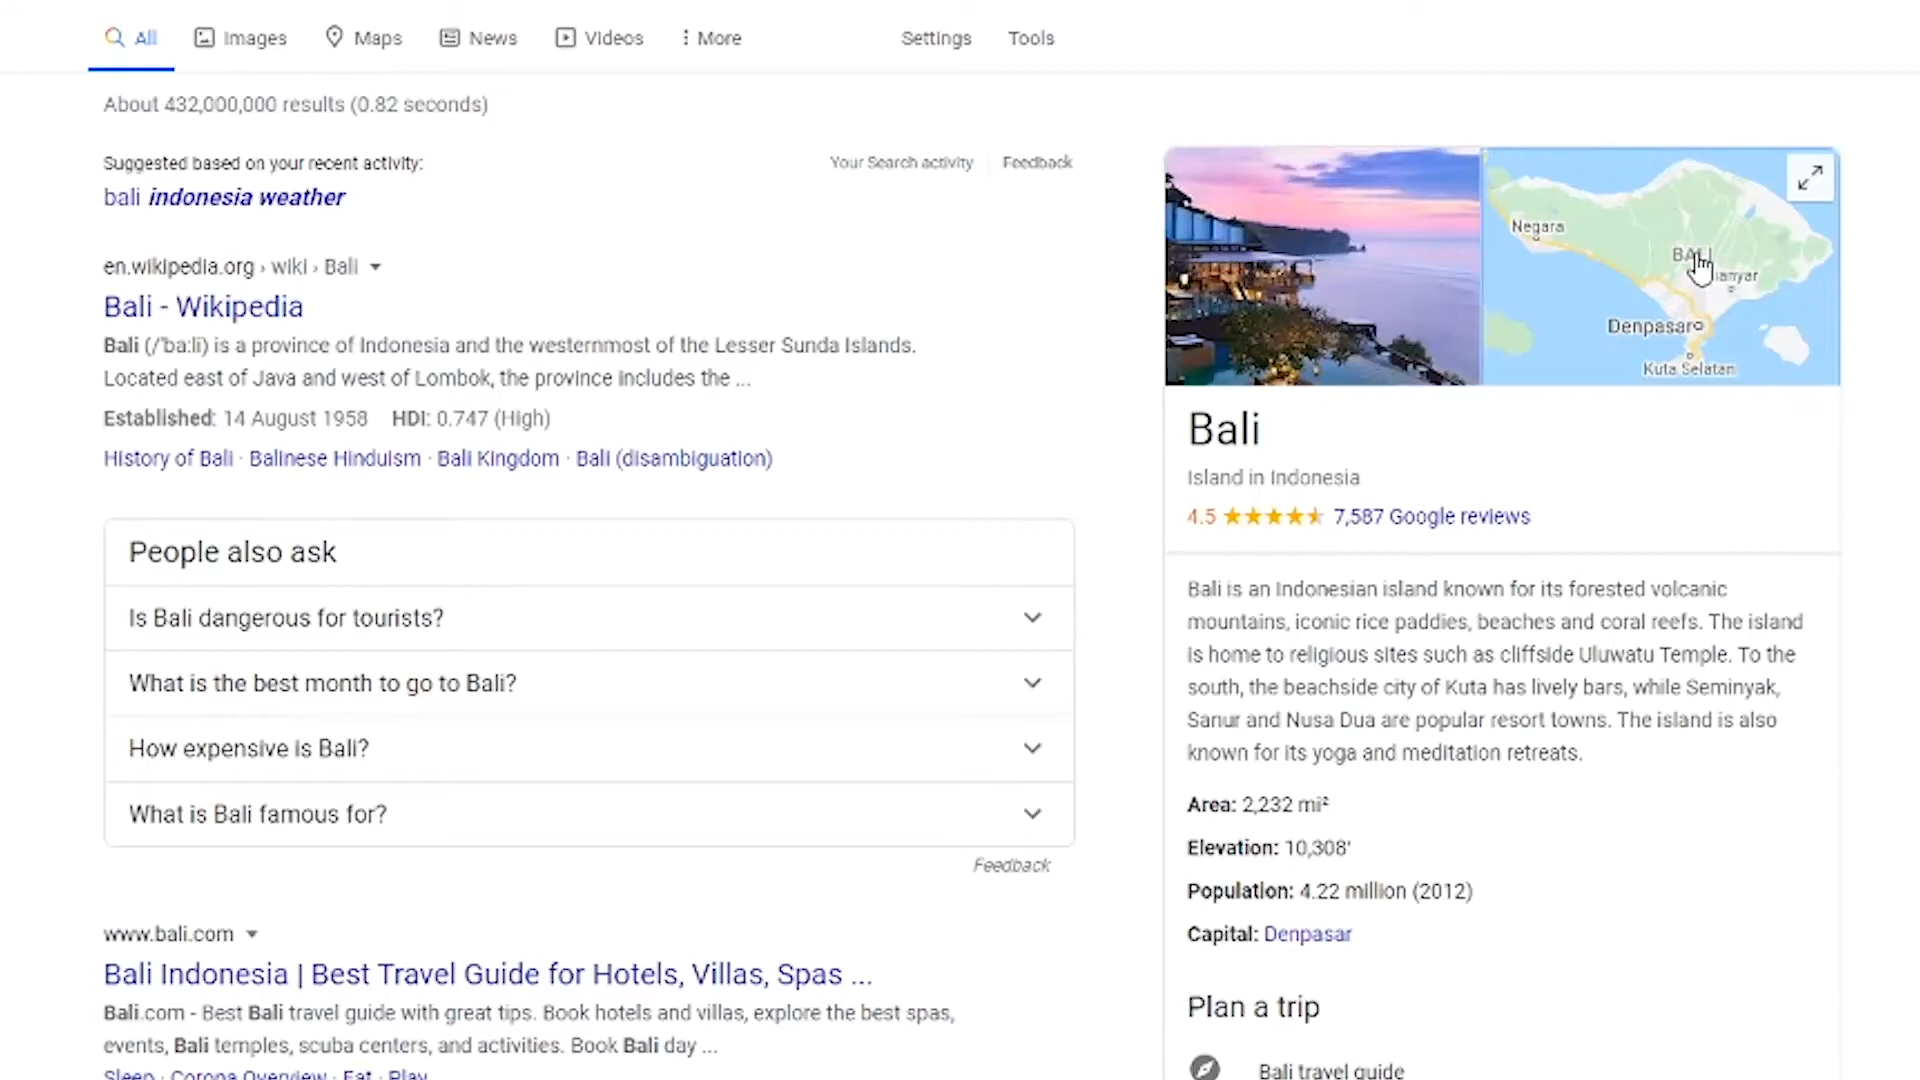 All
Images
Maps
News
Videos
More
Settings
Tools
About 432,000,000 results (0.82 seconds)
Suggested based on your recent activity:
Your Search activity
Feedback
bali indonesia weather
en.wikipedia.org › wiki › Bali
Bali - Wikipedia
Bali (/ˈbɑːli) is a province of Indonesia and the westernmost of the Lesser Sunda Islands.
Located east of Java and west of Lombok, the province includes the ...
Established: 14 August 1958 HDI: 0.747 (High)
History of Bali · Balinese Hinduism · Bali Kingdom · Bali (disambiguation)
People also ask
Is Bali dangerous for tourists?
What is the best month to go to Bali?
How expensive is Bali?
What is Bali famous for?
Feedback
www.bali.com
Bali Indonesia | Best Travel Guide for Hotels, Villas, Spas ...
Bali.com - Best Bali travel guide with great tips. Book hotels and villas, explore the best spas,
events, Bali temples, scuba centers, and activities. Book Bali day ...
Sleep · Corona Overview · Eat · Play
Negara
Denpasar
Kuta Selatan
Bali
Island in Indonesia
4.5 7,587 Google reviews
Bali is an Indonesian island known for its forested volcanic
mountains, iconic rice paddies, beaches and coral reefs. The island
is home to religious sites such as cliffside Uluwatu Temple. To the
south, the beachside city of Kuta has lively bars, while Seminyak,
Sanur and Nusa Dua are popular resort towns. The island is also
known for its yoga and meditation retreats.
Area: 2,232 mi²
Elevation: 10,308'
Population: 4.22 million (2012)
Capital: Denpasar
Plan a trip
Bali travel guide